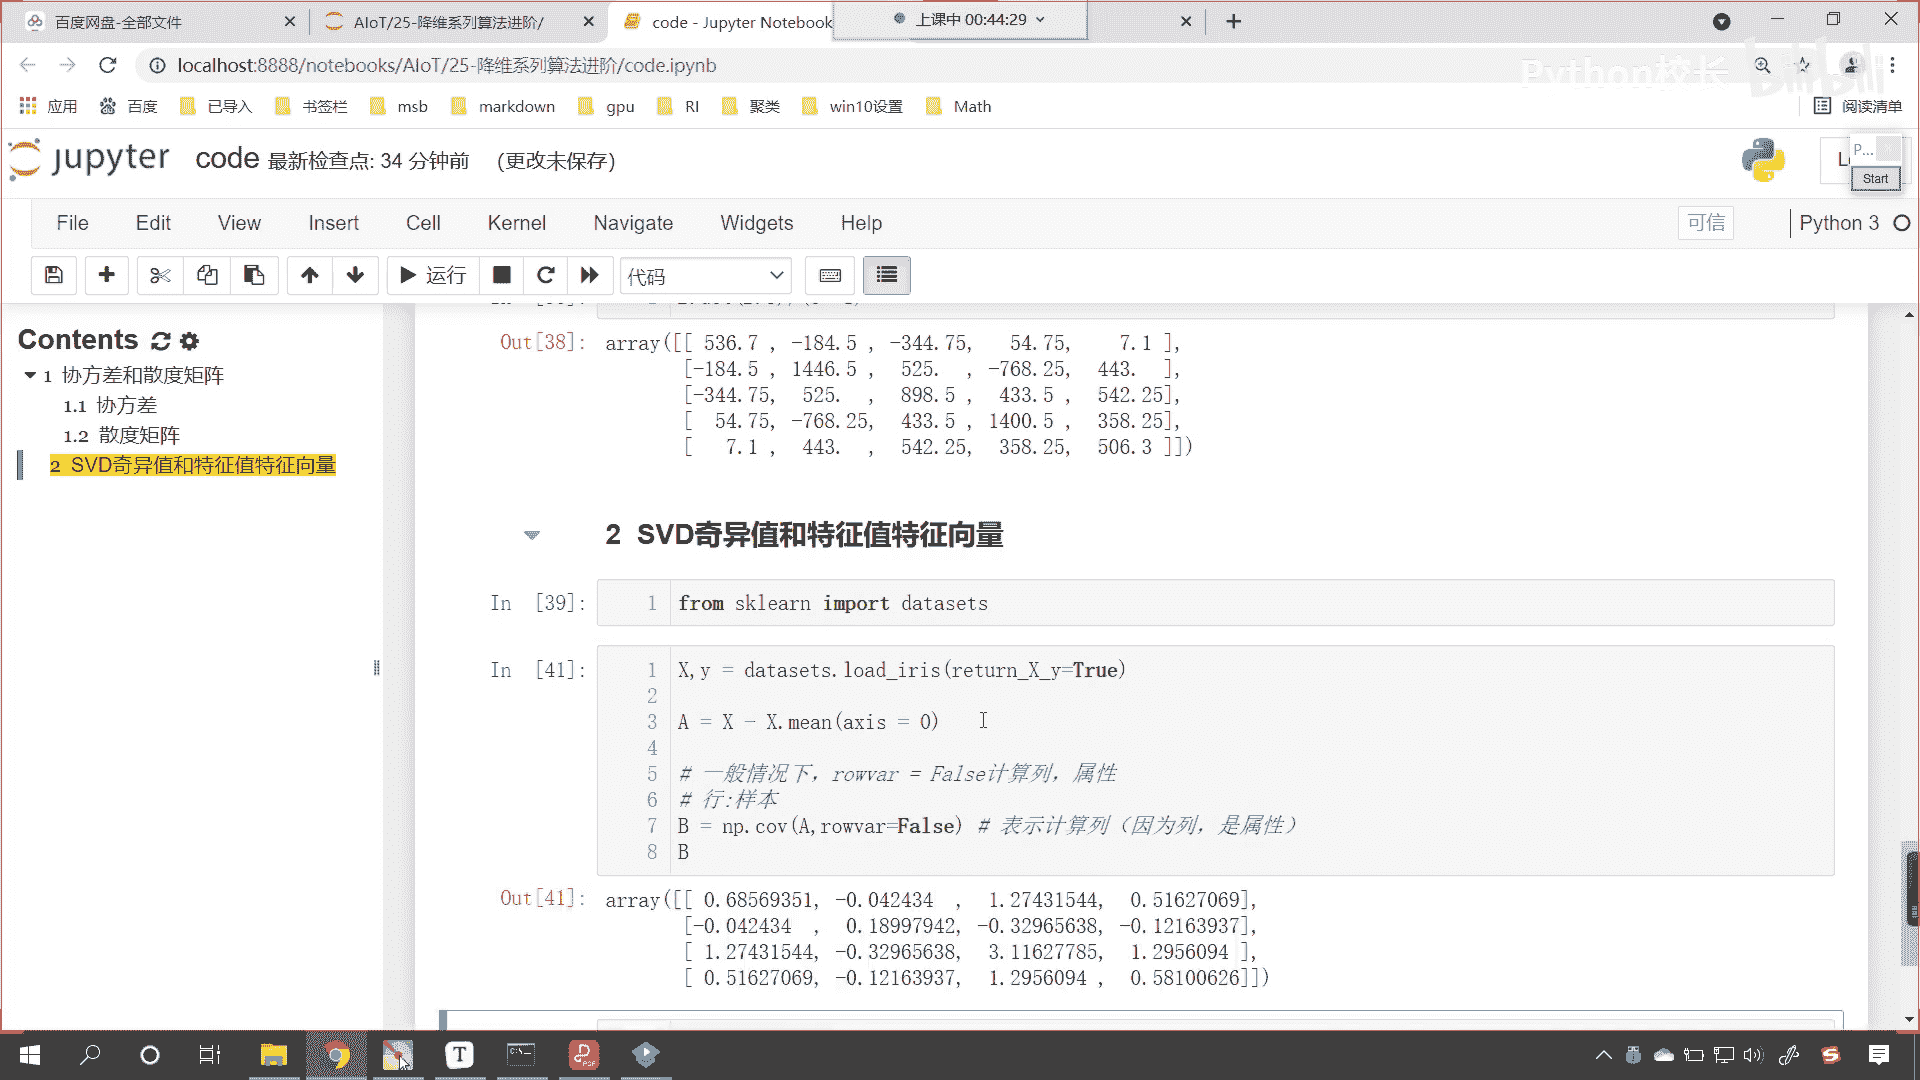 百度网盘-全部文件
AIoT/25-降维系列算法进阶/
code - Jupyter Notebook
上课中 00:44:29
localhost:8888/notebooks/AIoT/25-降维系列算法进阶/code.ipynb
Python校长
bilibili
应用 百度 已导入 书签栏 msb markdown gpu RI 聚类 win10设置 Math 阅读清单
jupyter code 最新检查点: 34 分钟前 (更改未保存)
P...
Start
File Edit View Insert Cell Kernel Navigate Widgets Help 可信 Python 3
运行 代码
Contents
1 协方差和散度矩阵
1.1 协方差
1.2 散度矩阵
2 SVD奇异值和特征值特征向量
Out[38]: array([[ 536.7 , -184.5 , -344.75,   54.75,    7.1 ],
[-184.5 , 1446.5 ,  525.  , -768.25,  443.  ],
[-344.75,  525.  ,  898.5 ,  433.5 ,  542.25],
[  54.75, -768.25,  433.5 , 1400.5 ,  358.25],
[   7.1 ,  443.  ,  542.25,  358.25,  506.3 ]])
2 SVD奇异值和特征值特征向量
In [39]: 1 from sklearn import datasets
In [41]: 1 X,y = datasets.load_iris(return_X_y=True)
2
3 A = X - X.mean(axis = 0)
4
5 # 一般情况下，rowvar = False计算列，属性
6 # 行:样本
7 B = np.cov(A,rowvar=False) # 表示计算列（因为列，是属性）
8 B
Out[41]: array([[ 0.68569351, -0.042434  ,  1.27431544,  0.51627069],
[-0.042434  ,  0.18997942, -0.32965638, -0.12163937],
[ 1.27431544, -0.32965638,  3.11627785,  1.2956094 ],
[ 0.51627069, -0.12163937,  1.2956094 ,  0.58100626]])